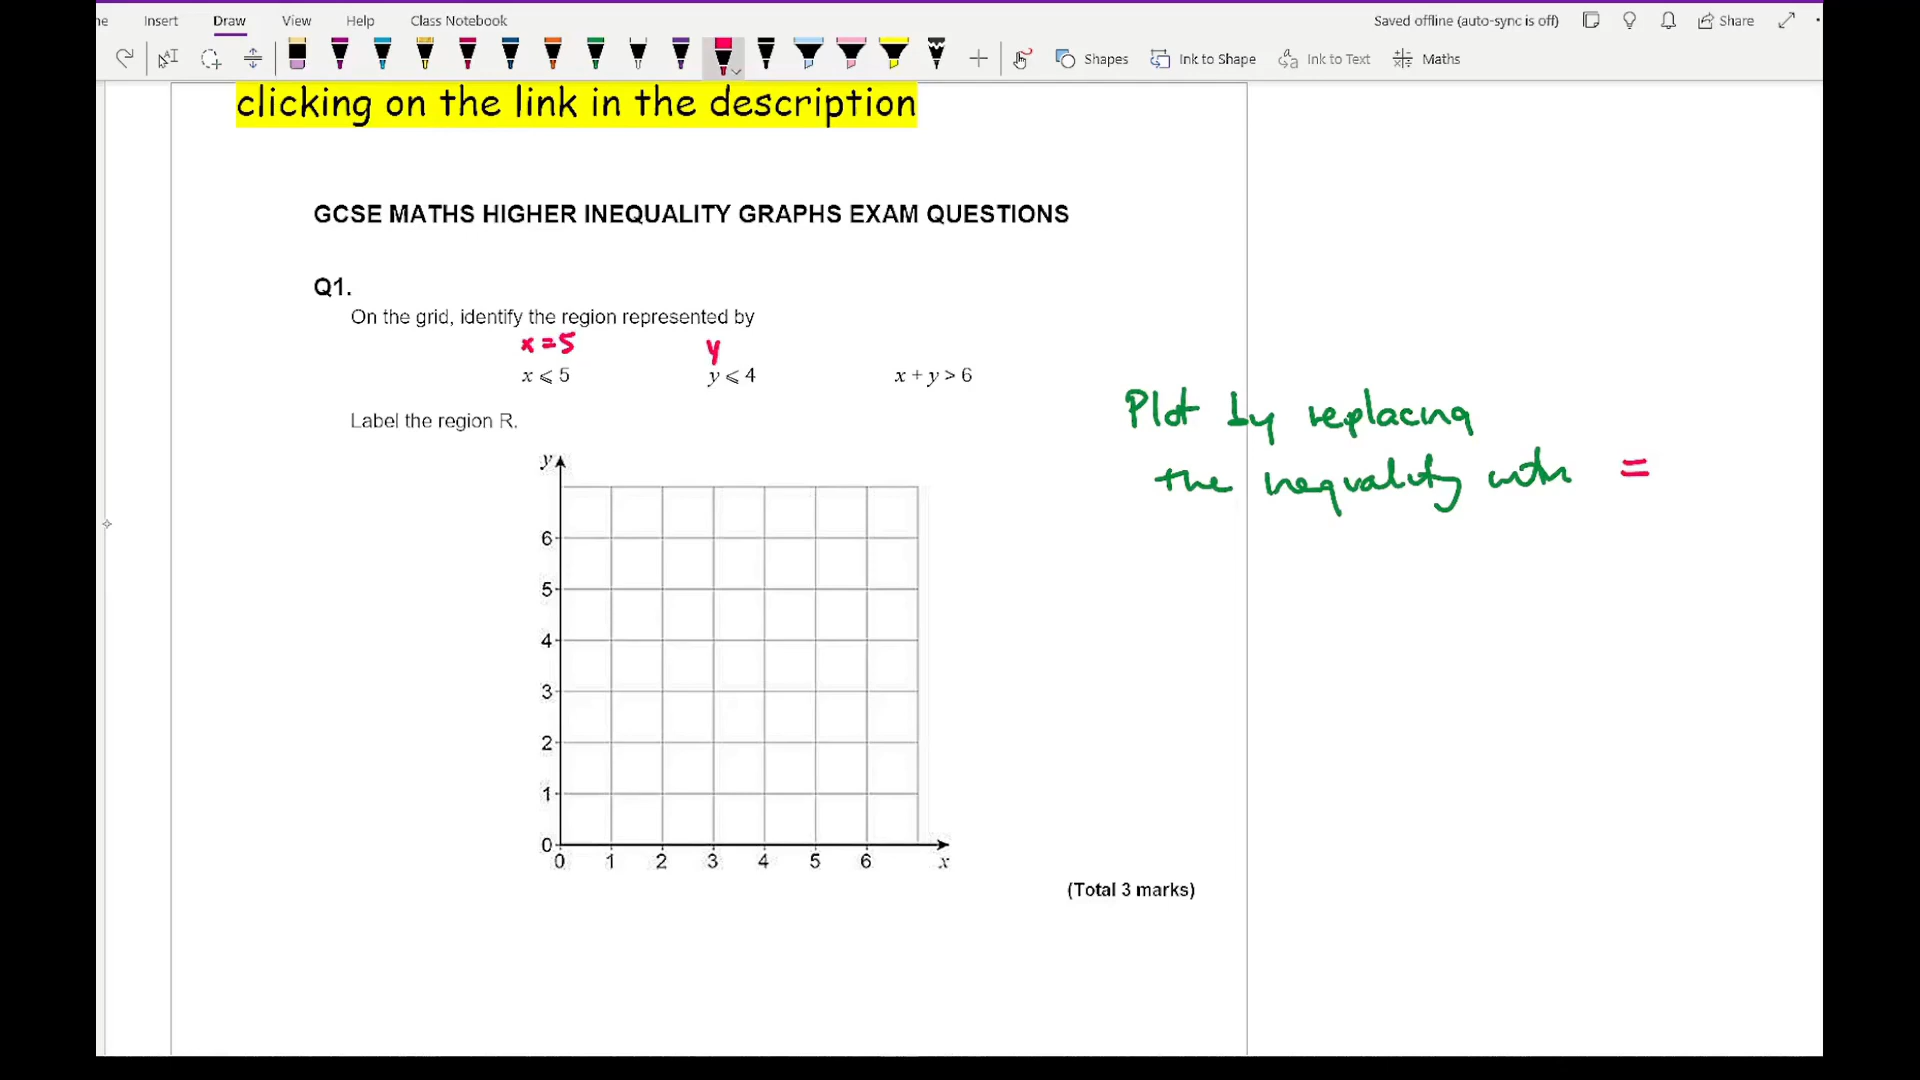 Insert Draw View Help Class Notebook Saved offline (auto-sync is off) Share
Shapes Ink to Shape Ink to Text Maths
clicking on the link in the description
GCSE MATHS HIGHER INEQUALITY GRAPHS EXAM QUESTIONS
Q1.
On the grid, identify the region represented by
x = 5 y
x ⩽ 5 y ⩽ 4 x + y > 6
Label the region R.
Plot by replacing
the inequality with =
y
6
5
4
3
2
1
0
0 1 2 3 4 5 6 x
(Total 3 marks)